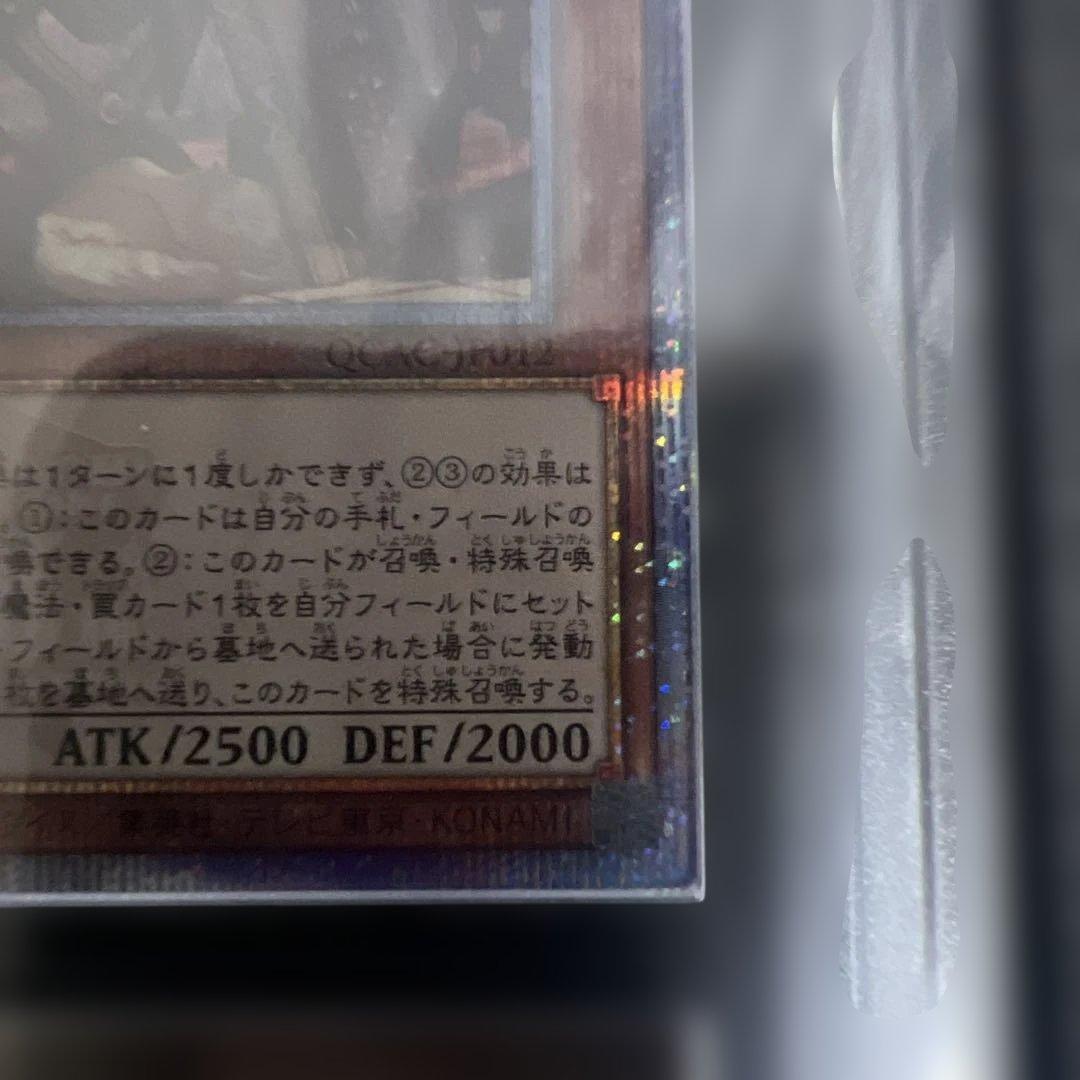 QCAC-JP012
は1ターンに1度しかできず、②③の効果は
。①：このカードは自分の手札・フィールドの
喚できる。②：このカードが召喚・特殊召喚
魔法・罠カード1枚を自分フィールドにセット
フィールドから墓地へ送られた場合に発動
枚を墓地へ送り、このカードを特殊召喚する。
ATK/2500 DEF/2000
集英社・テレビ東京・KONAMI